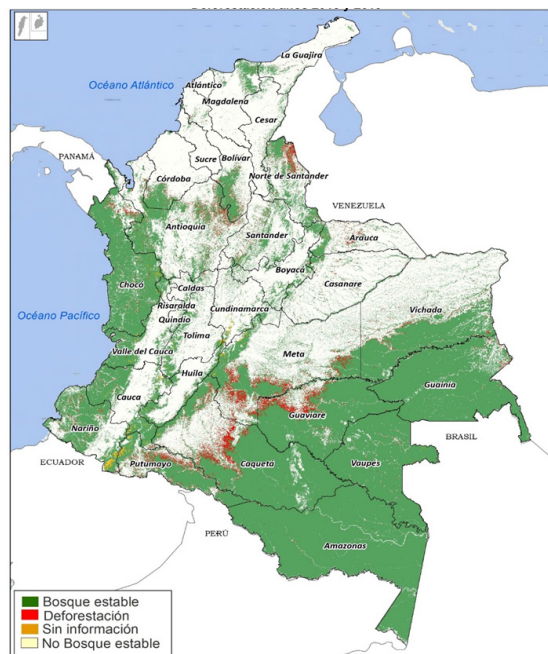 La Guajira
Océano Atlántico
Atlántico
Magdalena
Cesar
PANAMÁ
Sucre
Bolívar
Norte de Santander
Córdoba
VENEZUELA
Antioquia
Santander
Arauca
Boyacá
Chocó
Caldas
Casanare
Risaralda
Cundinamarca
Vichada
Océano Pacífico
Quindío
Tolima
Valle del Cauca
Meta
Huila
Guainía
Cauca
Guaviare
Nariño
BRASIL
ECUADOR
Putumayo
Caquetá
Vaupes
PERÚ
Amazonas
Bosque estable
Deforestación
Sin información
No Bosque estable